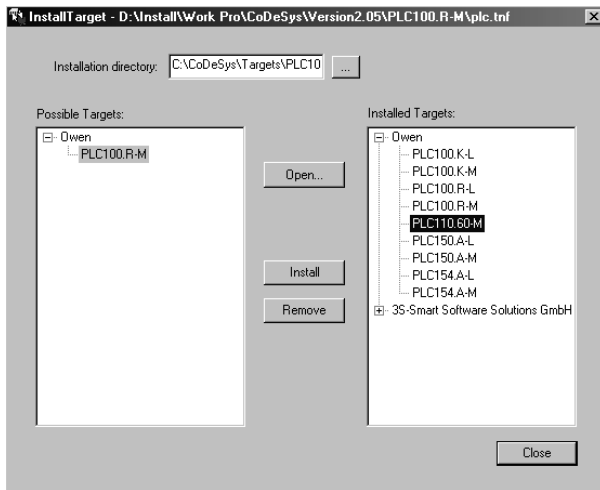 InstallTarget - D:\Install\Work Pro\CoDeSys\Version2.05\PLC100.R-M\plc.tnf
Installation directory: C:\CoDeSys\Targets\PLC10 ...
Possible Targets:
Owen
PLC100.R-M
Open...
Install
Remove
Installed Targets:
Owen
PLC100.K-L
PLC100.K-M
PLC100.R-L
PLC100.R-M
PLC110.60-M
PLC150.A-L
PLC150.A-M
PLC154.A-L
PLC154.A-M
3S-Smart Software Solutions GmbH
Close